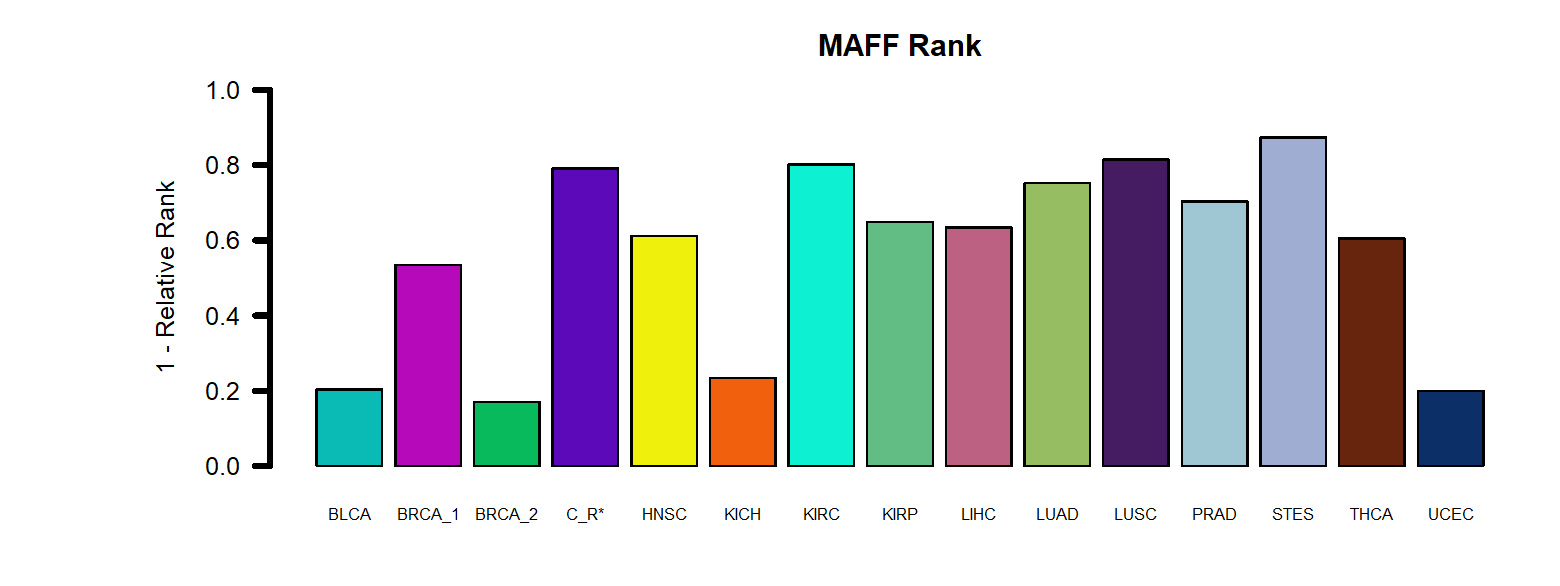 MAFF Rank
1 - Relative Rank
1.0
0.8
0.6
0.4
0.2
0.0
BLCA BRCA_1 BRCA_2 C_R* HNSC KICH KIRC KIRP LIHC LUAD LUSC PRAD STES THCA UCEC